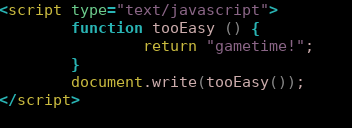 <script type="text/javascript">
        function tooEasy () {
                return "gametime!";
        }
        document.write(tooEasy());
</script>